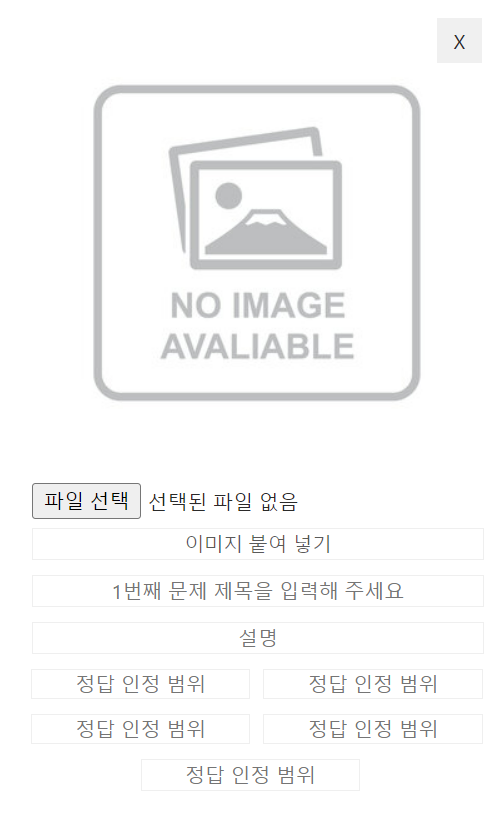 X
NO IMAGE
AVALIABLE
파일 선택 선택된 파일 없음
이미지 붙여 넣기
1번째 문제 제목을 입력해 주세요
설명
정답 인정 범위 정답 인정 범위
정답 인정 범위 정답 인정 범위
정답 인정 범위